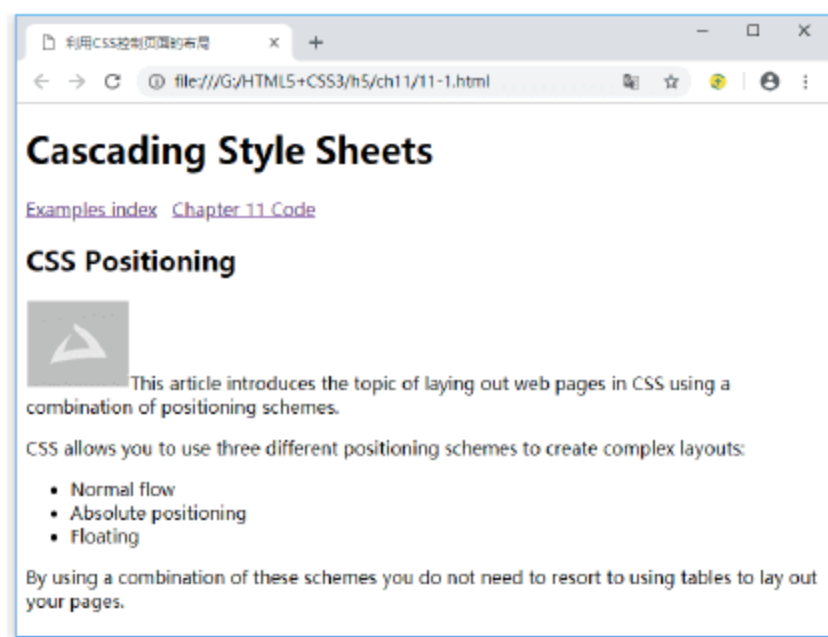 利用CSS控制页面的布局
file:///G:/HTML5+CSS3/h5/ch11/11-1.html
Cascading Style Sheets
Examples index Chapter 11 Code
CSS Positioning
This article introduces the topic of laying out web pages in CSS using a
combination of positioning schemes.
CSS allows you to use three different positioning schemes to create complex layouts:
• Normal flow
• Absolute positioning
• Floating
By using a combination of these schemes you do not need to resort to using tables to lay out
your pages.